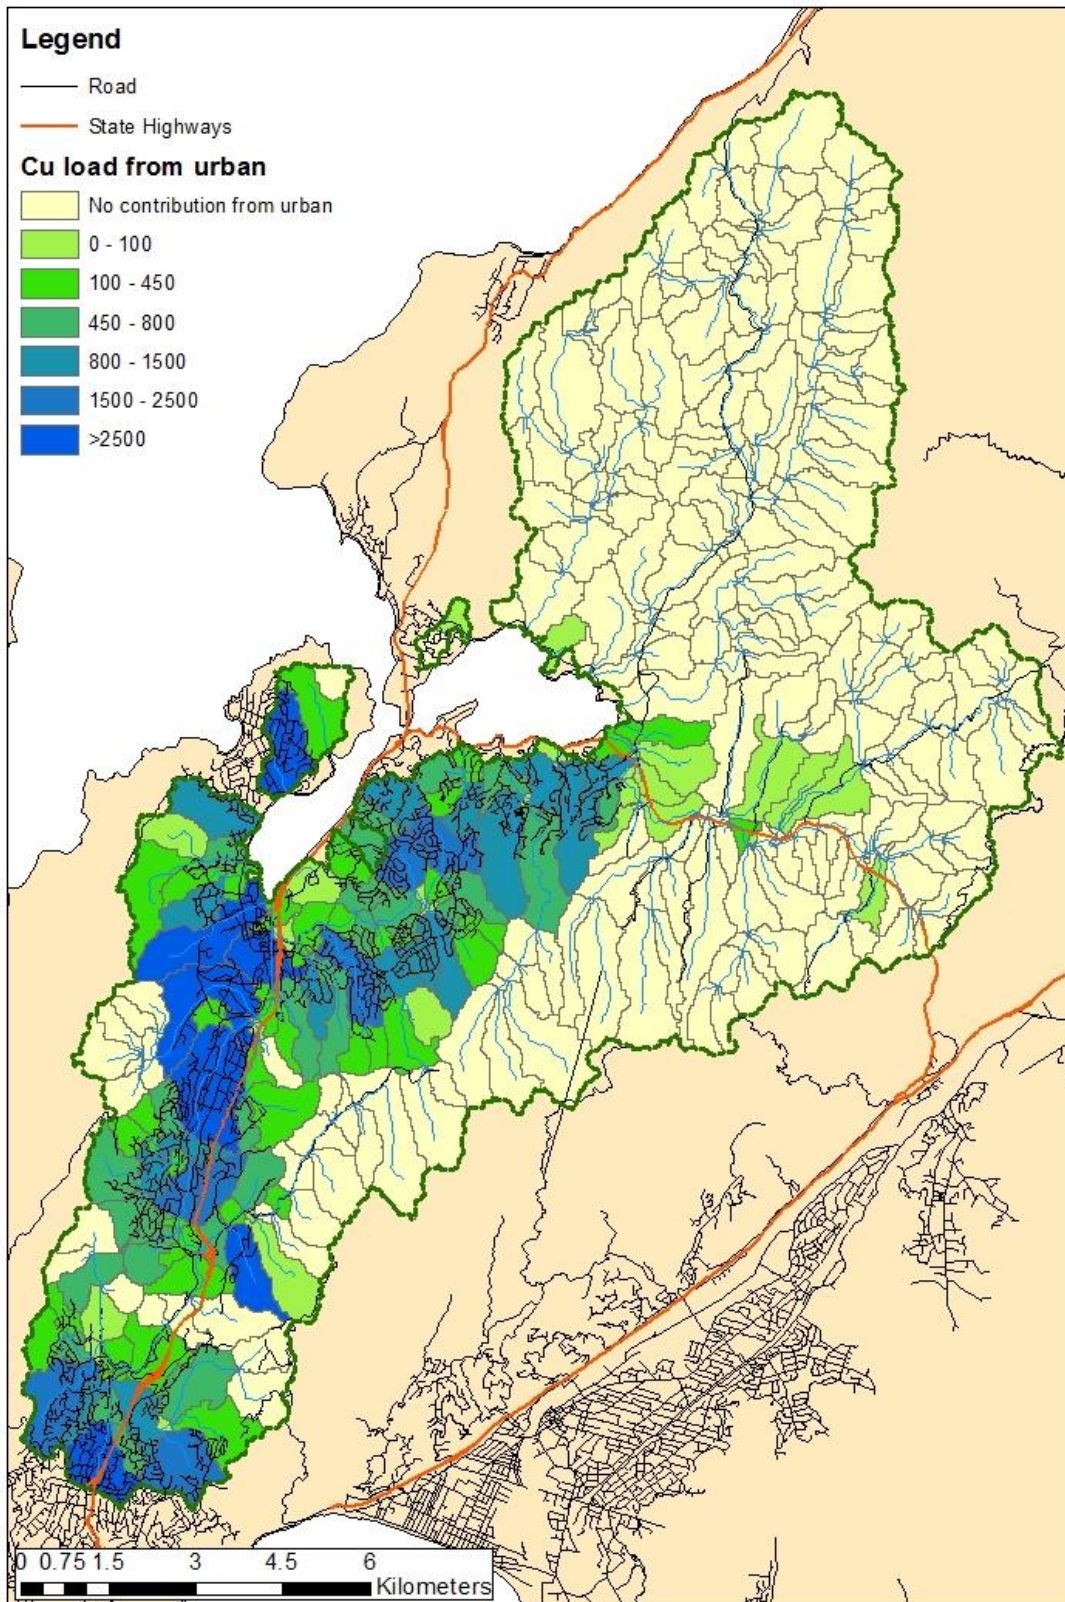 Legend
Road
State Highways
Cu load from urban
No contribution from urban
0 - 100
100 - 450
450 - 800
800 - 1500
1500 - 2500
>2500
0 0.75 1.5 3 4.5 6
Kilometers